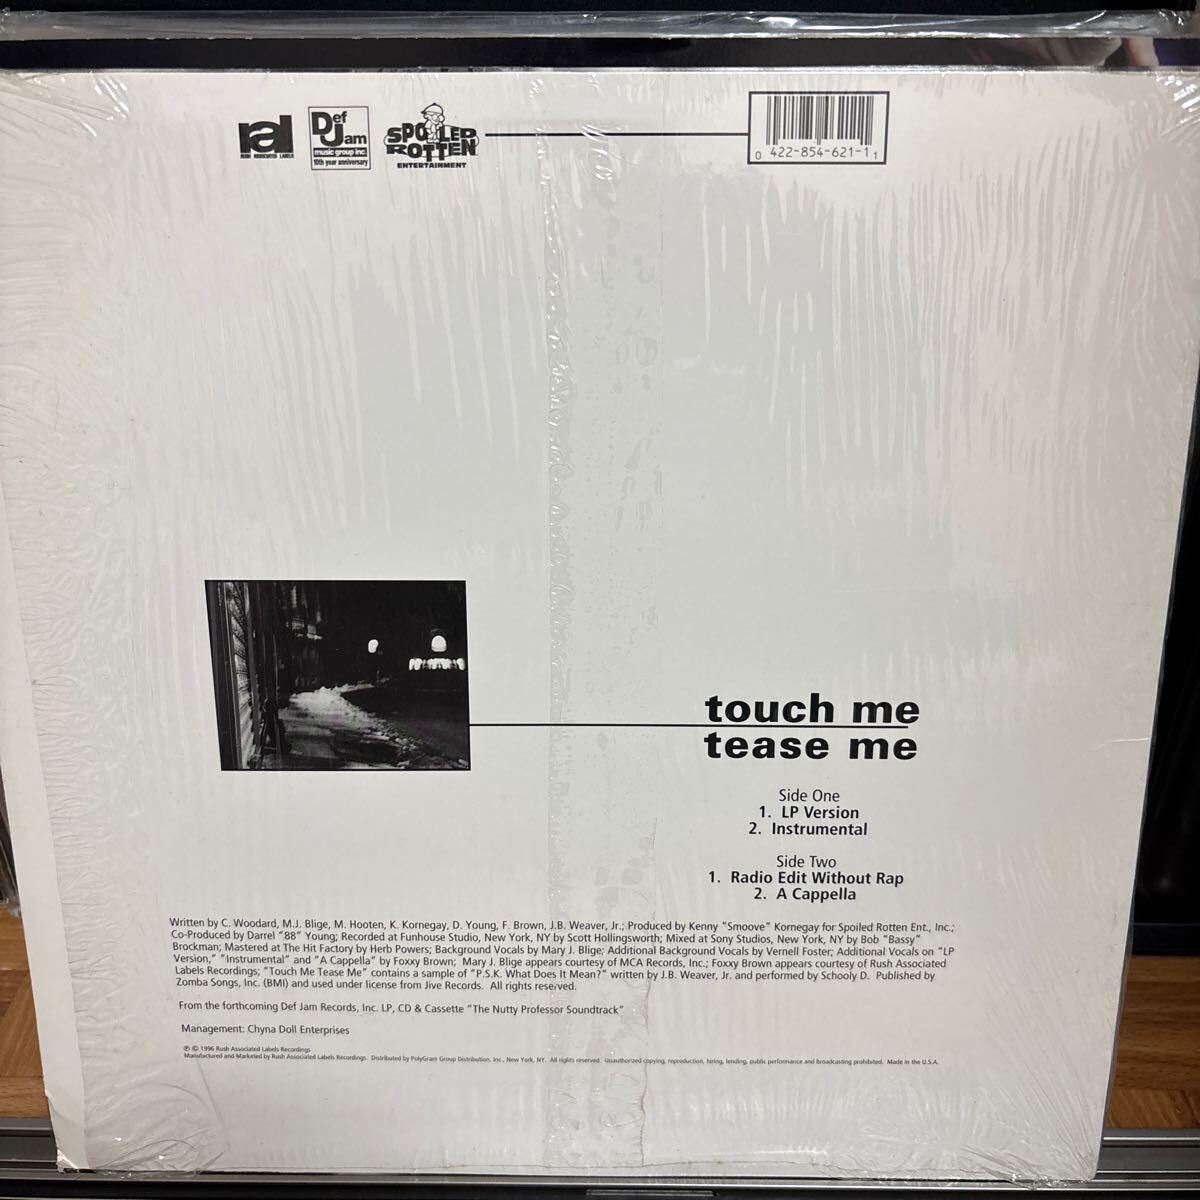 ral
RUSH ASSOCIATED LABELS
Def
Jam
music group inc.
10th year anniversary
SPOILED
ROTTEN
ENTERTAINMENT
0 422-854-621-1 1
touch me
tease me
Side One
1. LP Version
2. Instrumental
Side Two
1. Radio Edit Without Rap
2. A Cappella
Written by C. Woodard, M.J. Blige, M. Hooten, K. Kornegay, D. Young, F. Brown, J.B. Weaver, Jr.; Produced by Kenny "Smoove" Kornegay for Spoiled Rotten Ent., Inc.;
Co-Produced by Darrel "88" Young; Recorded at Funhouse Studio, New York, NY by Scott Hollingsworth; Mixed at Sony Studios, New York, NY by Bob "Bassy"
Brockman; Mastered at The Hit Factory by Herb Powers; Background Vocals by Mary J. Blige; Additional Background Vocals by Vernell Foster; Additional Vocals on "LP
Version," "Instrumental" and "A Cappella" by Foxxy Brown; Mary J. Blige appears courtesy of MCA Records, Inc.; Foxxy Brown appears courtesy of Rush Associated
Labels Recordings; "Touch Me Tease Me" contains a sample of "P.S.K. What Does It Mean?" written by J.B. Weaver, Jr. and performed by Schooly D. Published by
Zomba Songs, Inc. (BMI) and used under license from Jive Records. All rights reserved.
From the forthcoming Def Jam Records, Inc. LP, CD & Cassette "The Nutty Professor Soundtrack"
Management: Chyna Doll Enterprises
℗ © 1996 Rush Associated Labels Recordings
Manufactured and Marketed by Rush Associated Labels Recordings. Distributed by PolyGram Group Distribution, Inc., New York, NY. All rights reserved. Unauthorized copying, reproduction, hiring, lending, public performance and broadcasting prohibited. Made in the U.S.A.